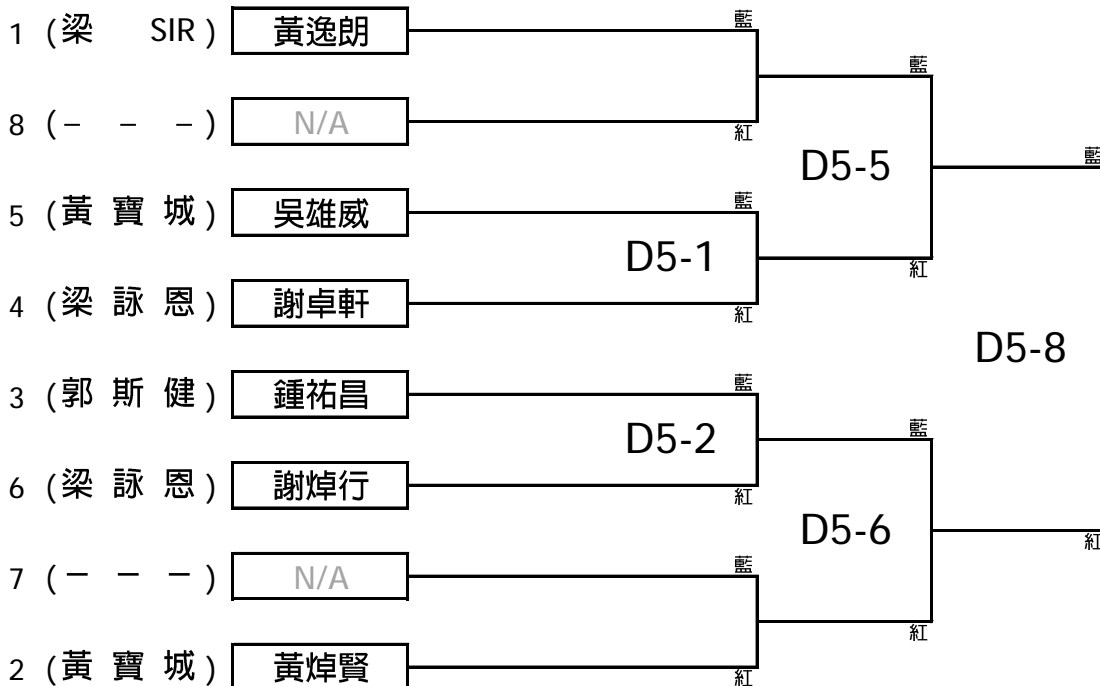 1 (梁 SIR) 黃逸朗 藍
藍
8 (- - -) N/A 紅
D5-5 藍
5 (黃寶城) 吳雄威 藍
D5-1
紅
4 (梁詠恩) 謝卓軒 紅
D5-8
3 (郭斯健) 鍾祐昌 藍
D5-2 藍
6 (梁詠恩) 謝焯行 紅
D5-6 紅
7 (- - -) N/A 藍
紅
2 (黃寶城) 黃焯賢 紅